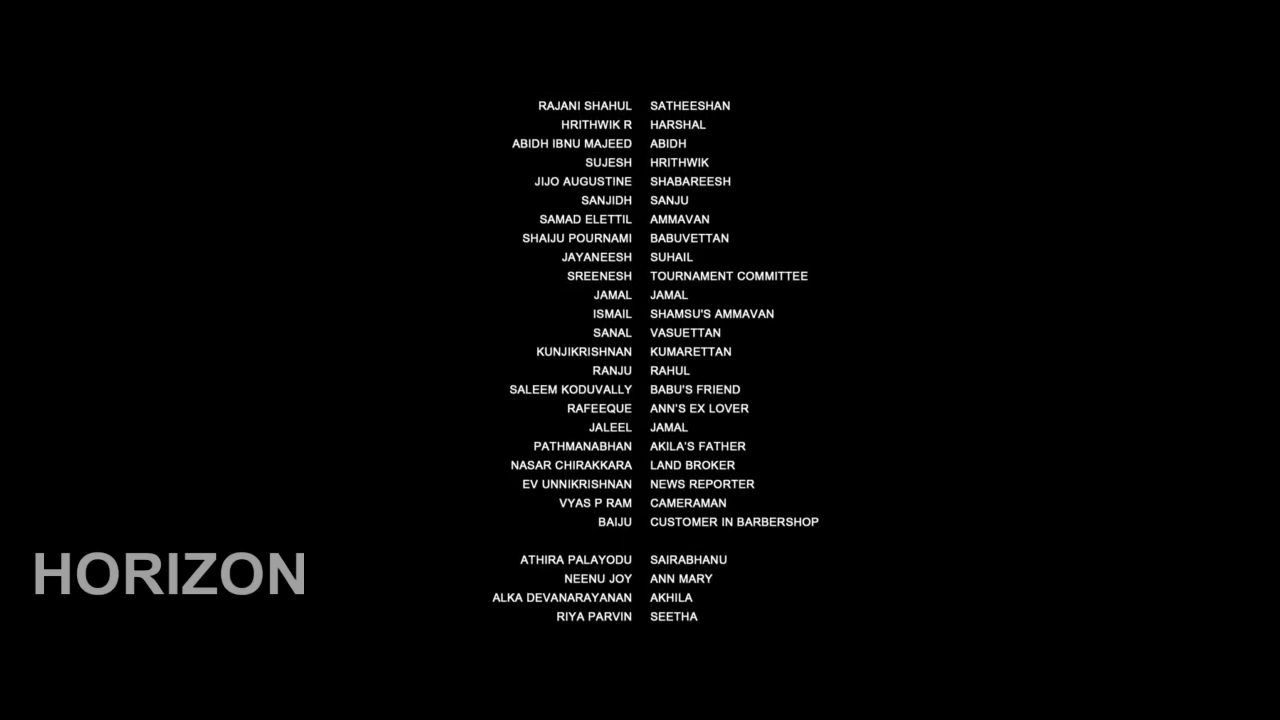 RAJANI SHAHUL SATHEESHAN
HRITHWIK R HARSHAL
ABIDH IBNU MAJEED ABIDH
SUJESH HRITHWIK
JIJO AUGUSTINE SHABAREESH
SANJIDH SANJU
SAMAD ELETTIL AMMAVAN
SHAIJU POURNAMI BABUVETTAN
JAYANEESH SUHAIL
SREENESH TOURNAMENT COMMITTEE
JAMAL JAMAL
ISMAIL SHAMSU'S AMMAVAN
SANAL VASUETTAN
KUNJIKRISHNAN KUMARETTAN
RANJU RAHUL
SALEEM KODUVALLY BABU'S FRIEND
RAFEEQUE ANN'S EX LOVER
JALEEL JAMAL
PATHMANABHAN AKILA'S FATHER
NASAR CHIRAKKARA LAND BROKER
EV UNNIKRISHNAN NEWS REPORTER
VYAS P RAM CAMERAMAN
BAIJU CUSTOMER IN BARBERSHOP
ATHIRA PALAYODU SAIRABHANU
NEENU JOY ANN MARY
ALKA DEVANARAYANAN AKHILA
RIYA PARVIN SEETHA
HORIZON